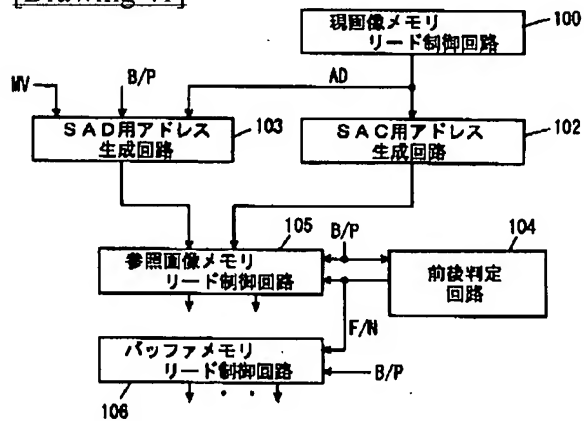 [Drawing 41]
現画像メモリ
リード制御回路
100
MV
B/P
AD
SAD用アドレス
生成回路
103
SAC用アドレス
生成回路
102
105
B/P
104
参照画像メモリ
リード制御回路
前後判定
回路
F/N
バッファメモリ
リード制御回路
B/P
106